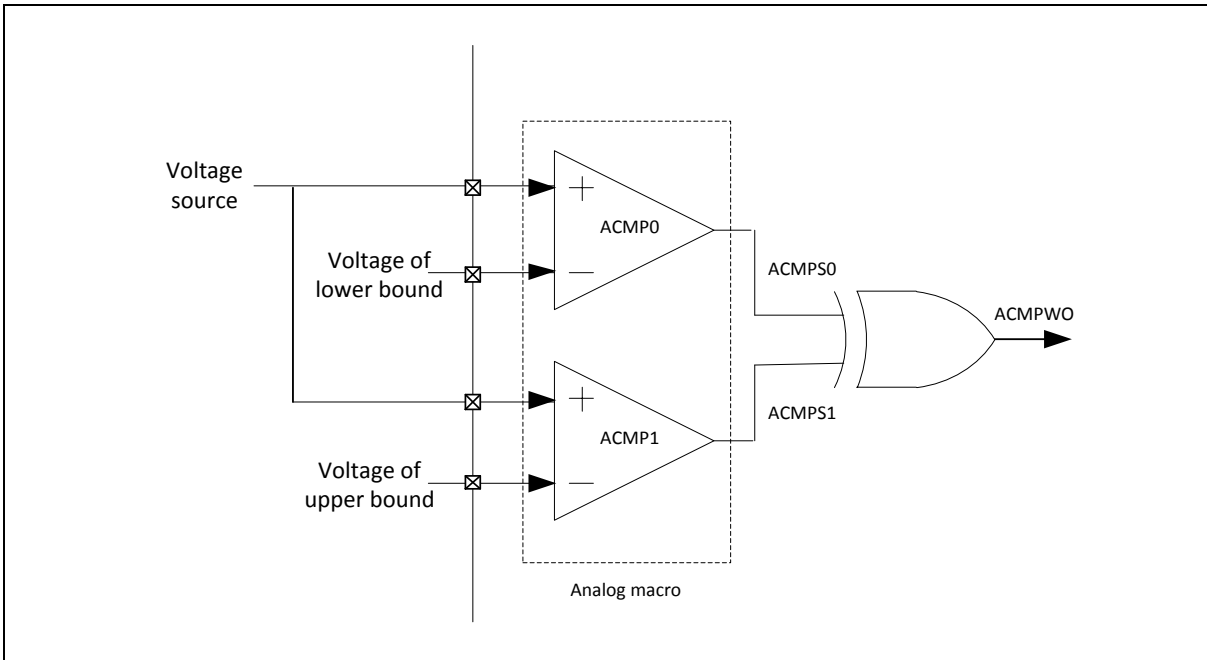 Voltage
source
+
ACMP0
Voltage of
lower bound
−
ACMPS0
ACMPWO
+
ACMP1
ACMPS1
Voltage of
upper bound
−
Analog macro